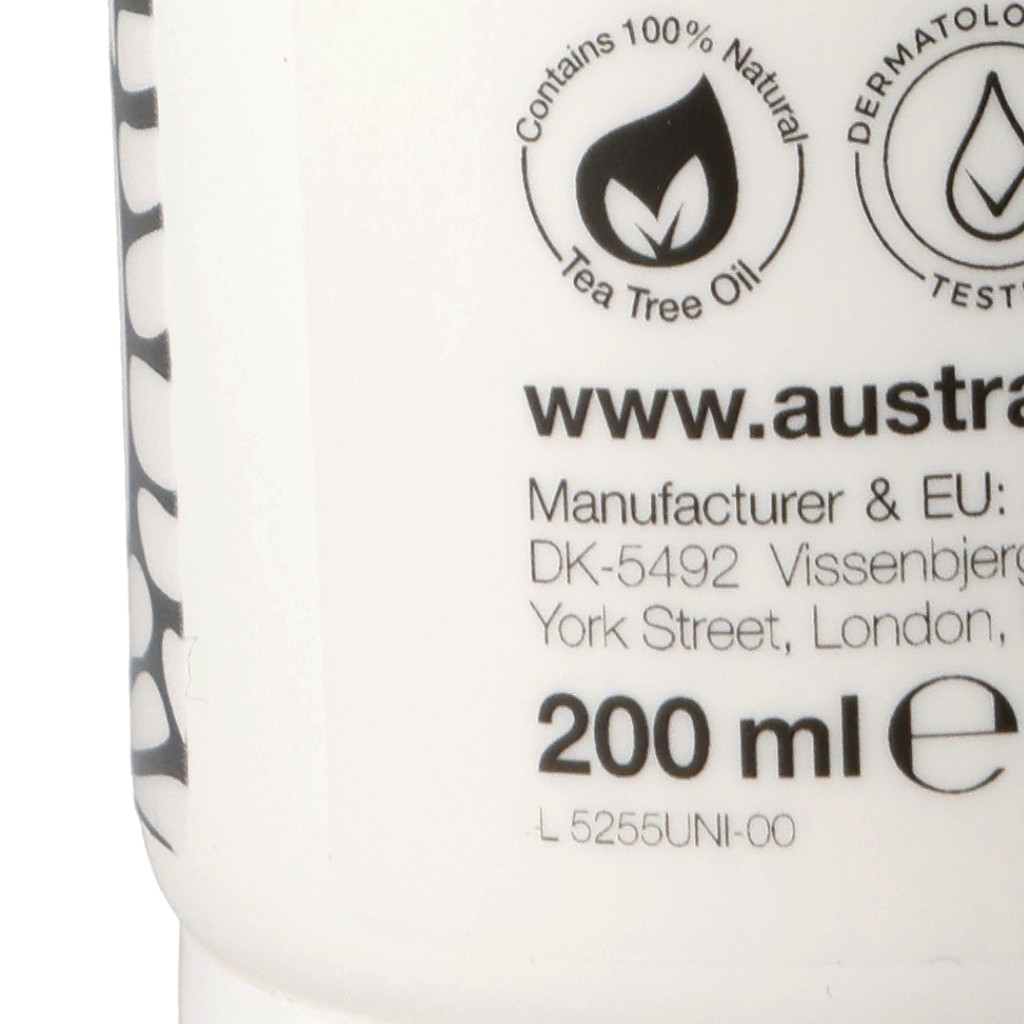 Contains 100% Natural
Tea Tree Oil
DERMATOLO
TEST
www.austra
Manufacturer & EU:
DK-5492 Vissenbjerg
York Street, London,
200 ml e
L 5255UNI-00